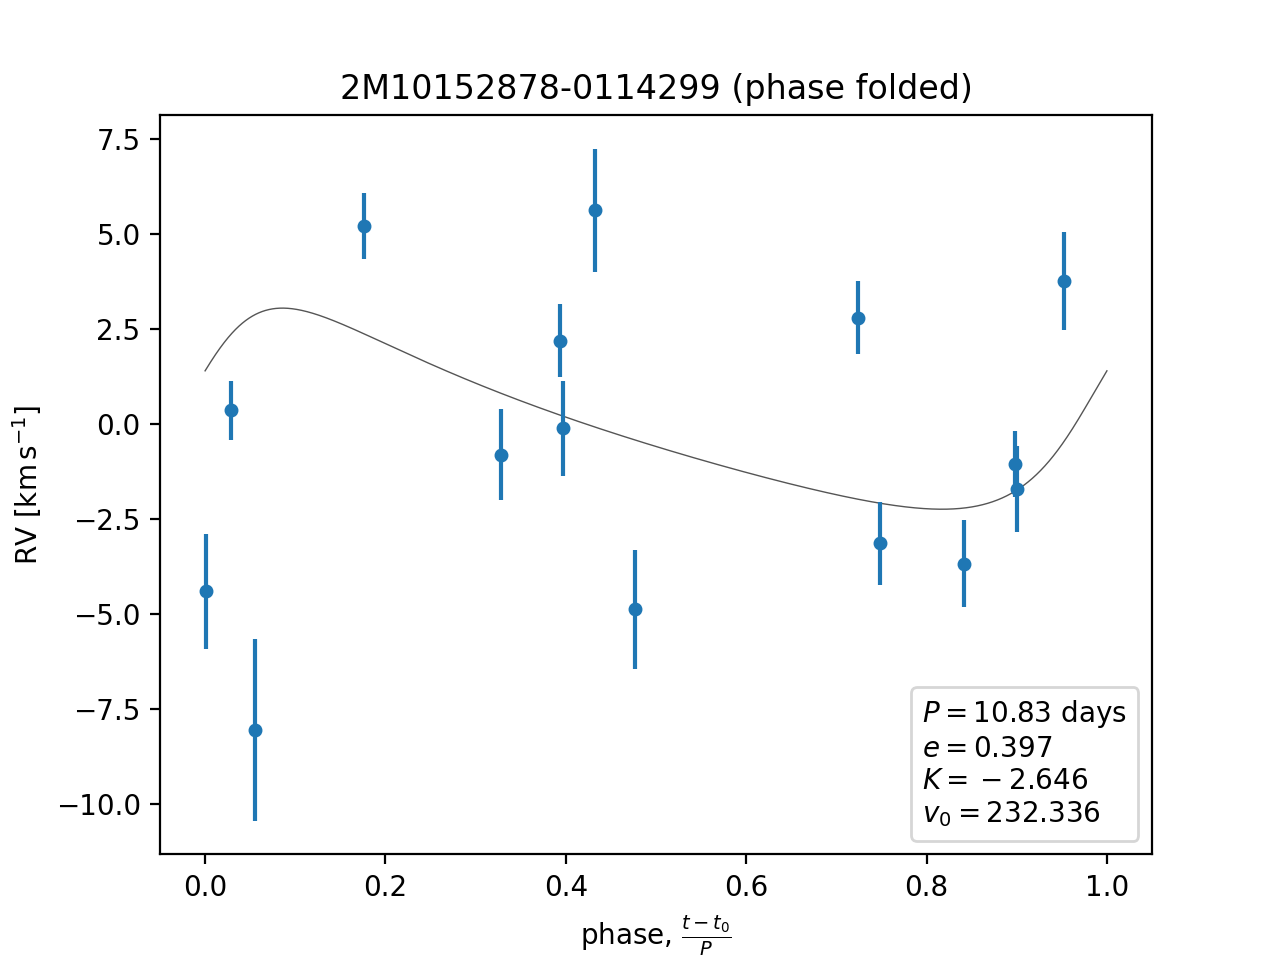 2M10152878-0114299 (phase folded)
7.5
5.0
2.5
0.0
−2.5
−5.0
−7.5
−10.0
RV [km s⁻¹]
P = 10.83 days
e = 0.397
K = −2.646
v₀ = 232.336
0.0 0.2 0.4 0.6 0.8 1.0
phase, (t − t₀)/P